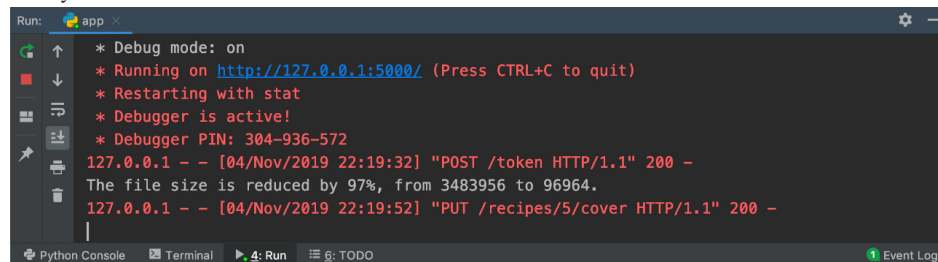 Run: app
* Debug mode: on
* Running on http://127.0.0.1:5000/ (Press CTRL+C to quit)
* Restarting with stat
* Debugger is active!
* Debugger PIN: 304-936-572
127.0.0.1 - - [04/Nov/2019 22:19:32] "POST /token HTTP/1.1" 200 -
The file size is reduced by 97%, from 3483956 to 96964.
127.0.0.1 - - [04/Nov/2019 22:19:52] "PUT /recipes/5/cover HTTP/1.1" 200 -
Python Console Terminal 4: Run 6: TODO 1 Event Log